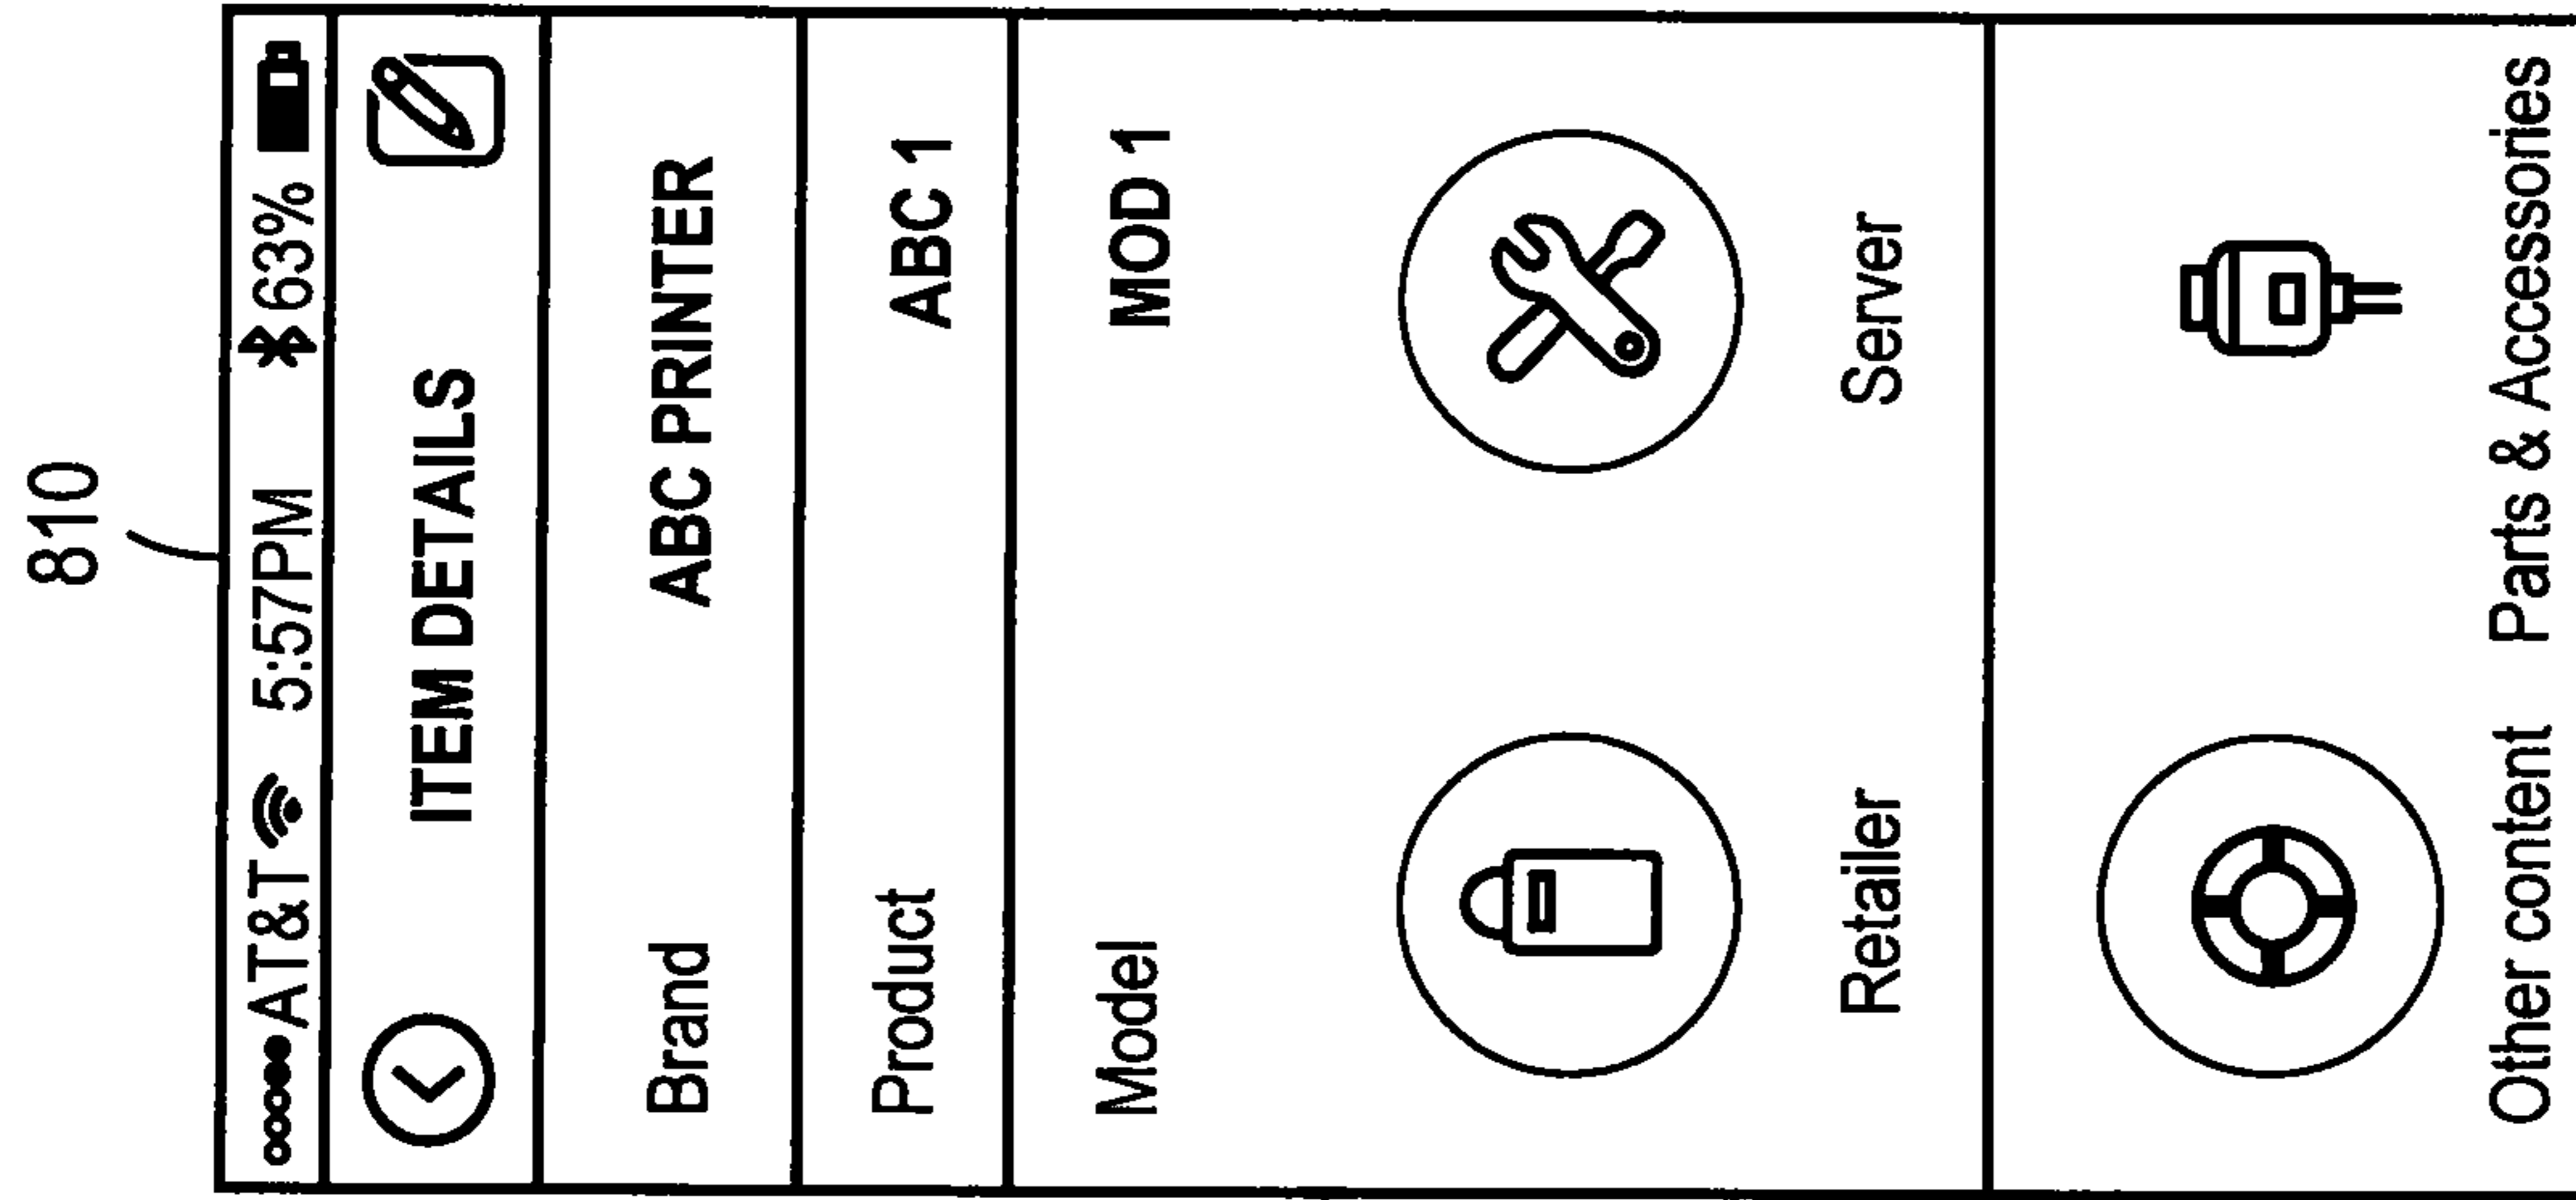 810
AT&T 5:57PM 63%
ITEM DETAILS
Brand ABC PRINTER
Product ABC 1
Model MOD 1
Retailer Server
Other content Parts & Accessories